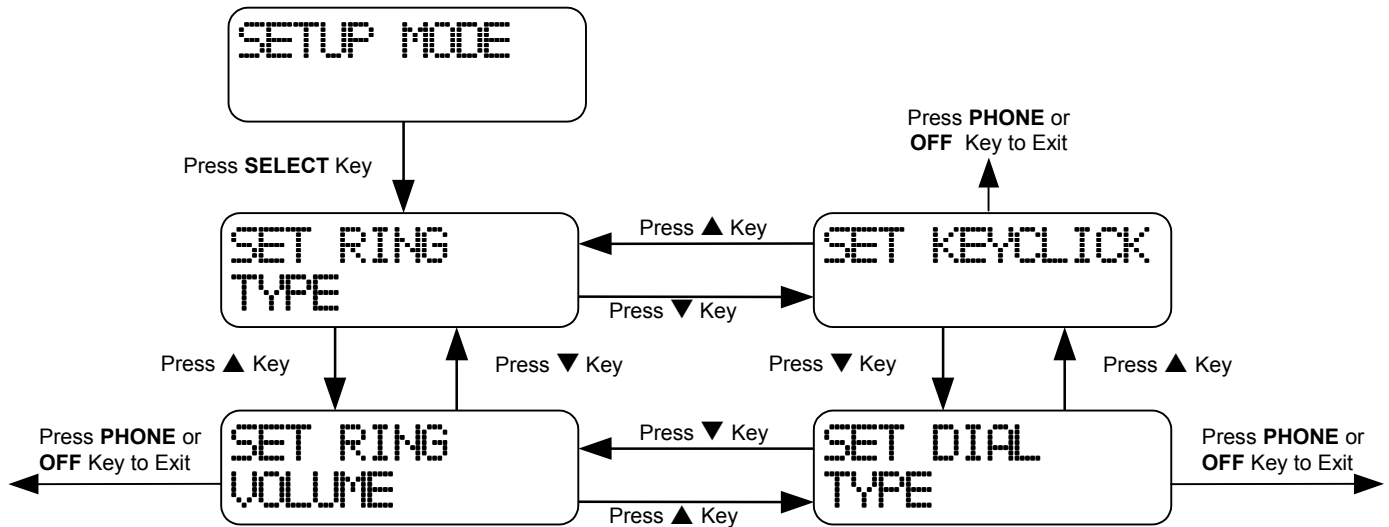 SETUP MODE
Press PHONE or
OFF Key to Exit
Press SELECT Key
SET RING
TYPE
Press ▲ Key
Press ▼ Key
SET KEYCLICK
Press ▲ Key
Press ▼ Key
Press ▼ Key
Press ▲ Key
Press PHONE or
OFF Key to Exit
SET RING
VOLUME
Press ▼ Key
Press ▲ Key
SET DIAL
TYPE
Press PHONE or
OFF Key to Exit